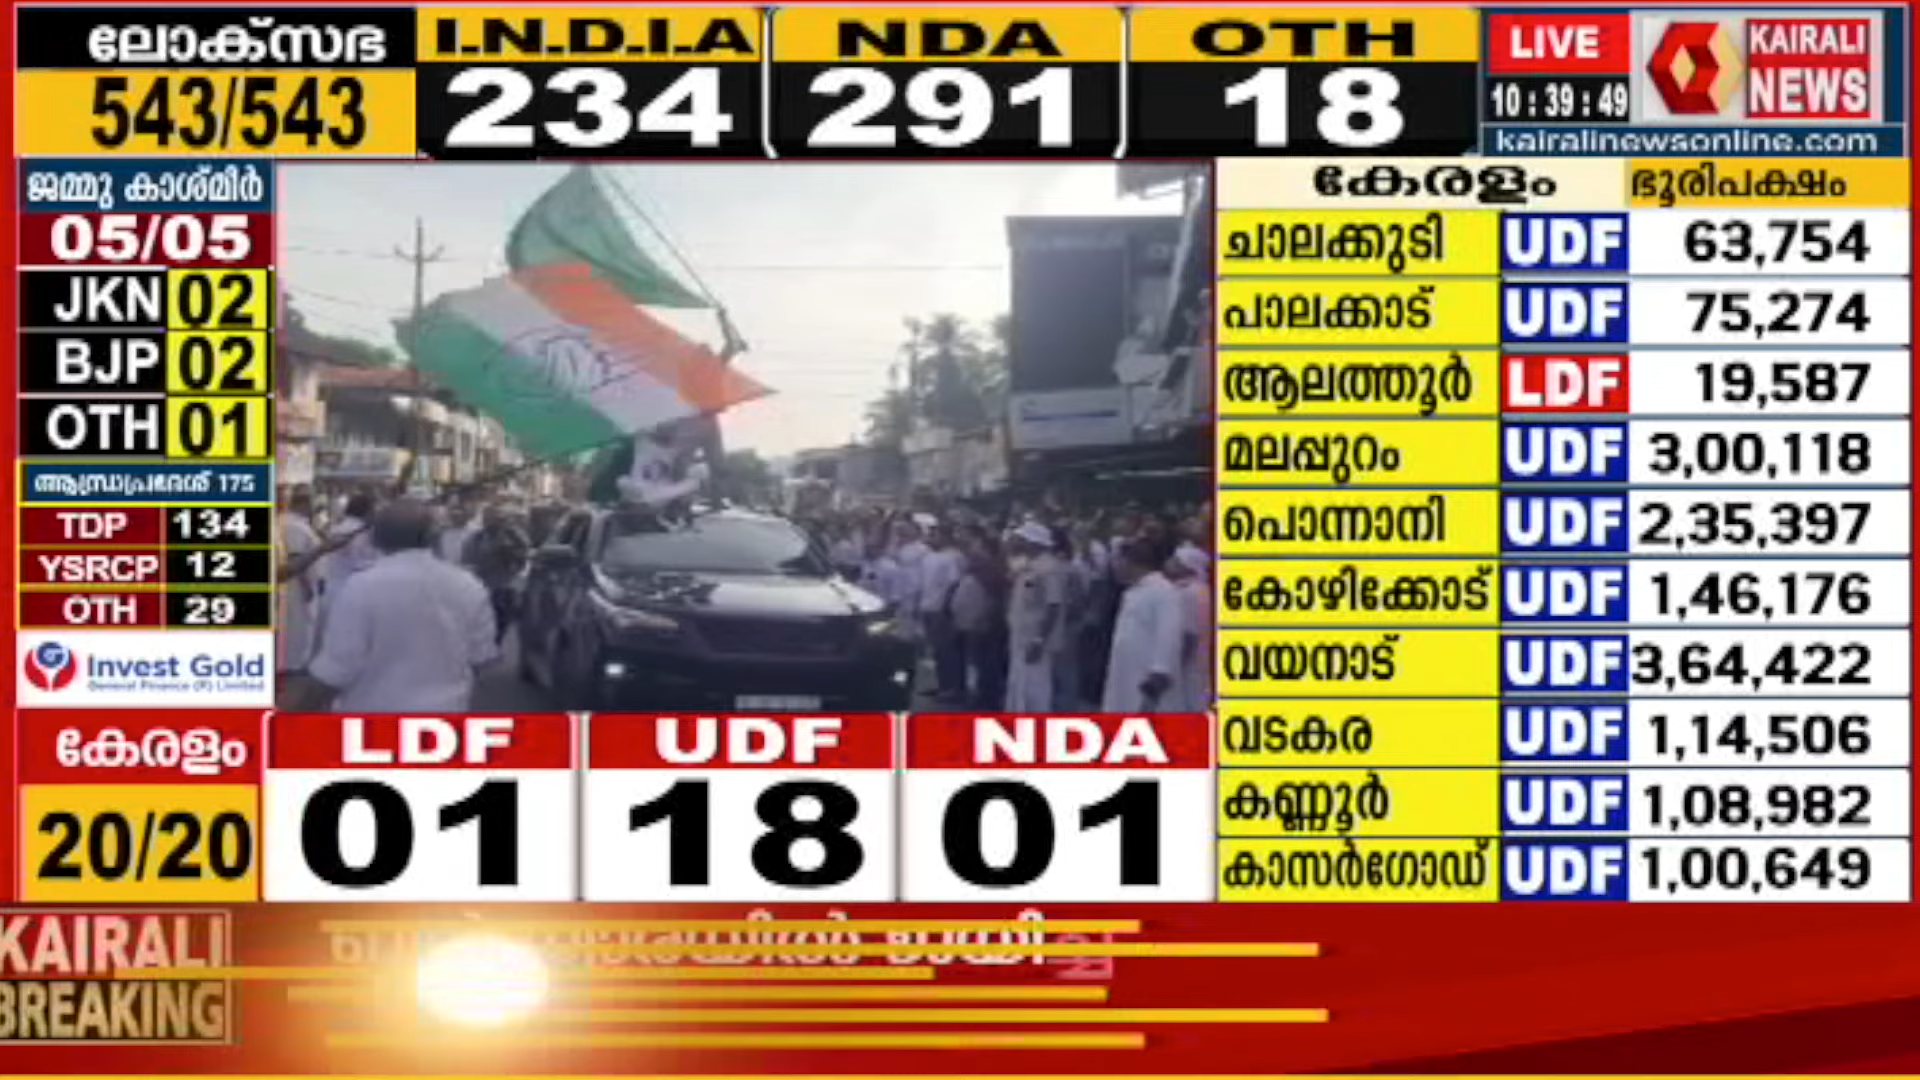 ലോക്സഭ
543/543
I.N.D.I.A
234
NDA
291
OTH
18
LIVE
10:39:49
KAIRALI
NEWS
kairalinewsonline.com
ജമ്മു കാശ്മീർ
05/05
JKN 02
BJP 02
OTH 01
ആന്ധ്രാപ്രദേശ് 175
TDP 134
YSRCP 12
OTH 29
Invest Gold
General Finance (P) Limited
കേരളം ഭൂരിപക്ഷം
ചാലക്കുടി UDF 63,754
പാലക്കാട് UDF 75,274
ആലത്തൂർ LDF 19,587
മലപ്പുറം UDF 3,00,118
പൊന്നാനി UDF 2,35,397
കോഴിക്കോട് UDF 1,46,176
വയനാട് UDF 3,64,422
വടകര UDF 1,14,506
കണ്ണൂർ UDF 1,08,982
കാസർഗോഡ് UDF 1,00,649
കേരളം
20/20
LDF
01
UDF
18
NDA
01
KAIRALI
BREAKING